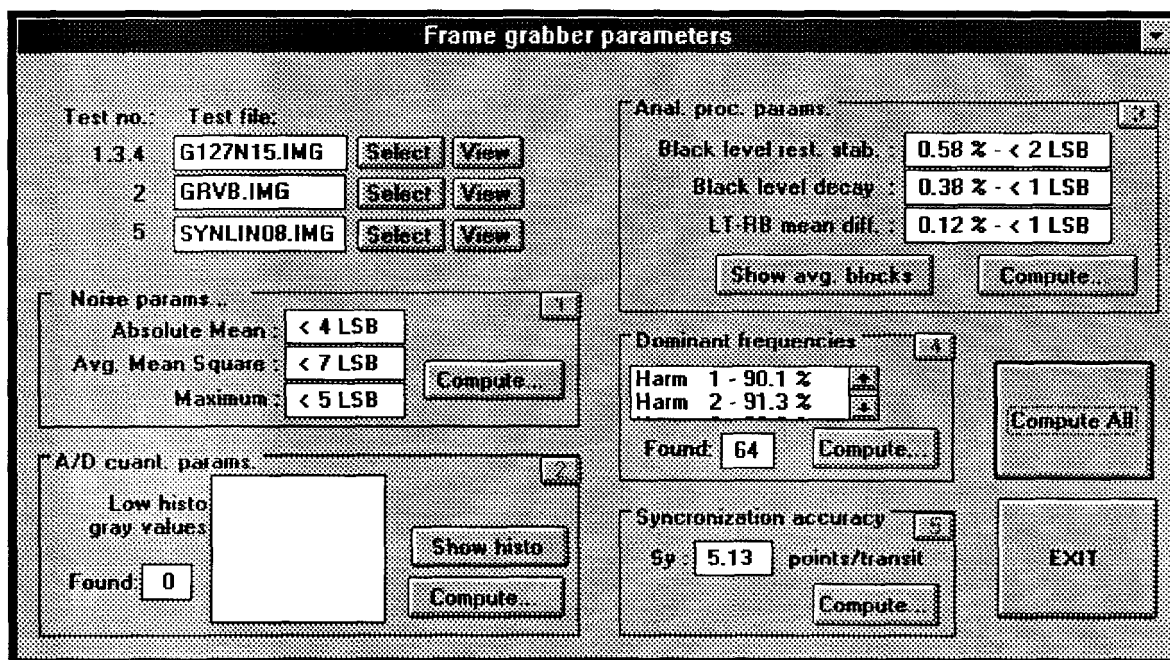 Frame grabber parameters
Test no.: Test file:
1.3.4 G127N15.IMG Select View
2 GRVB.IMG Select View
5 SYNLIN08.IMG Select View
Noise params.. 1
Absolute Mean : < 4 LSB
Avg. Mean Square : < 7 LSB
Maximum : < 5 LSB
Compute...
A/D cuant. params. 2
Low histo
gray values
Found: 0
Show histo
Compute...
Anal. proc. params. 3
Black level rest. stab. : 0.58 % - < 2 LSB
Black level decay : 0.38 % - < 1 LSB
LT-RB mean diff. : 0.12 % - < 1 LSB
Show avg. blocks Compute...
Dominant frequencies 4
Harm 1 - 90.1 %
Harm 2 - 91.3 %
Found: 64 Compute...
Syncronization accuracy 5
Sy : 5.13 points/transit
Compute...
Compute All
EXIT